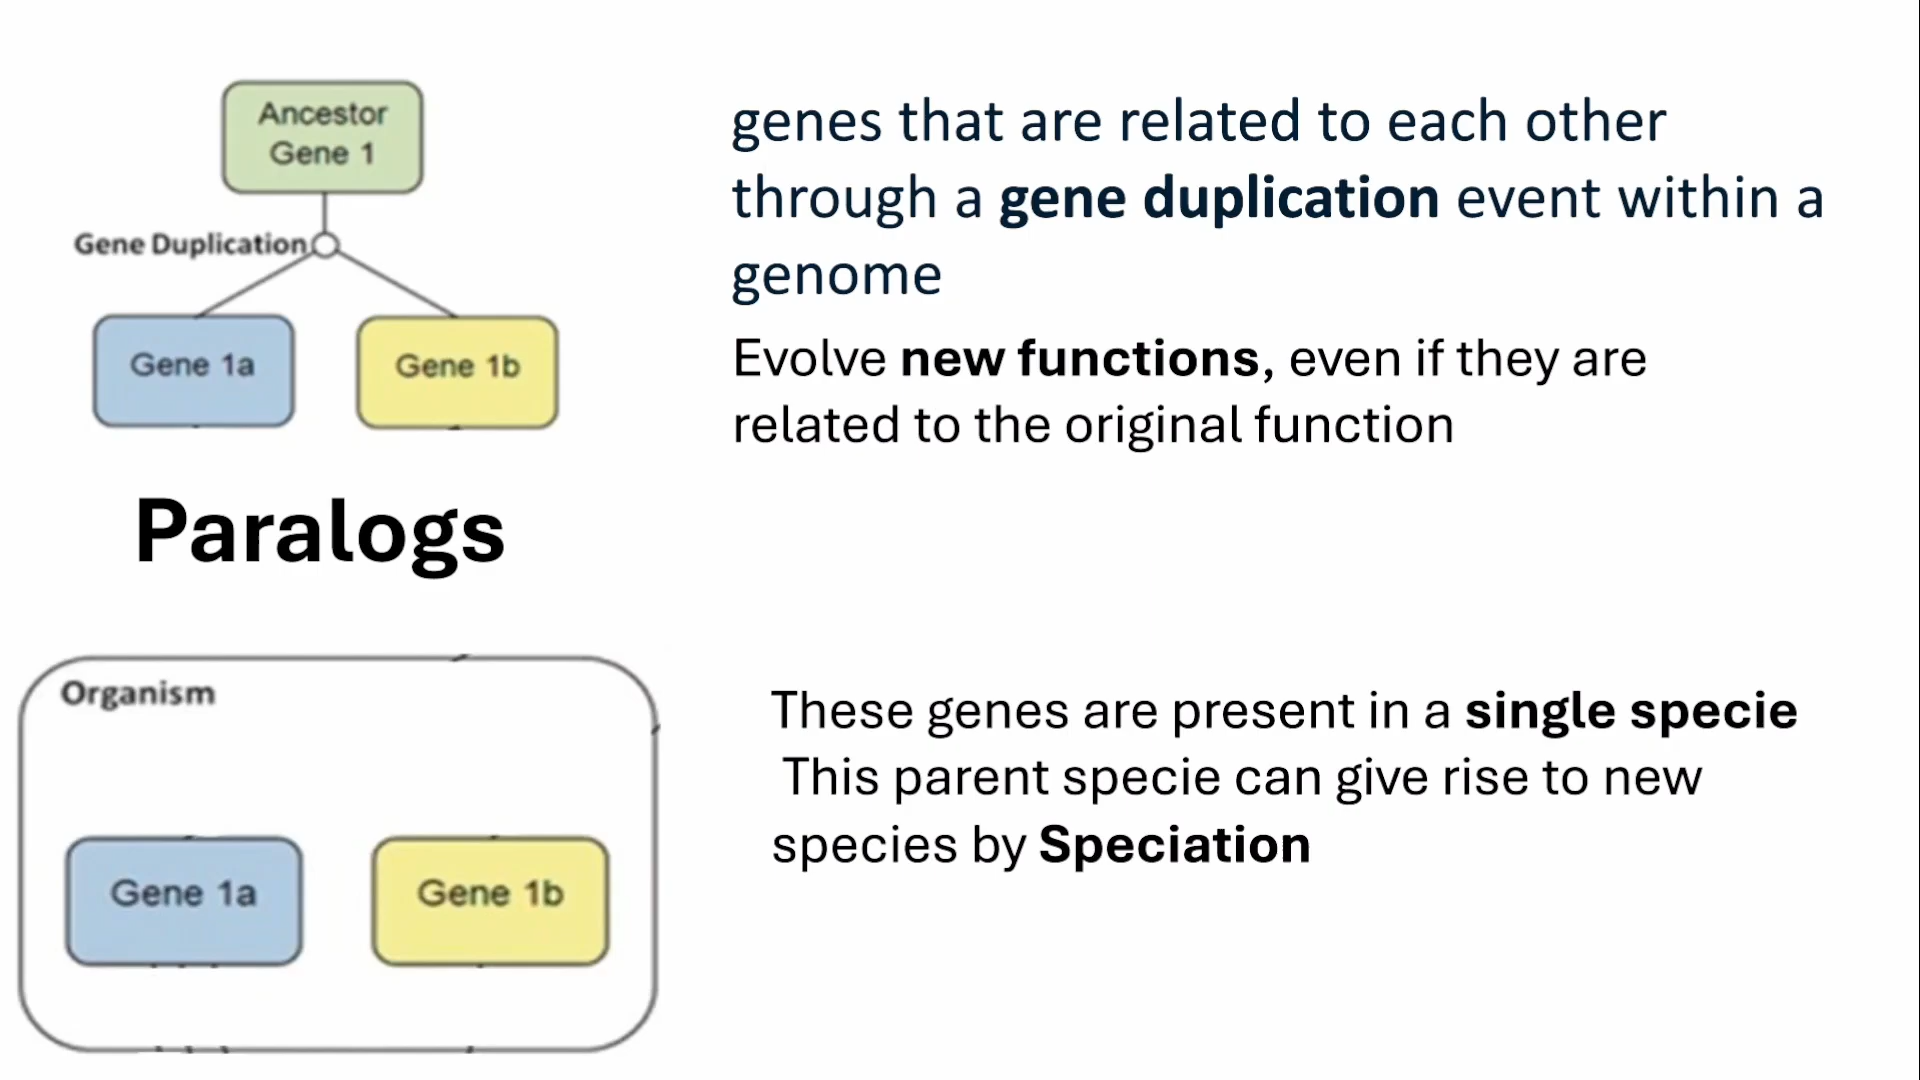 Ancestor
Gene 1
Gene Duplication
Gene 1a
Gene 1b
Paralogs
genes that are related to each other
through a gene duplication event within a
genome
Evolve new functions, even if they are
related to the original function
Organism
Gene 1a
Gene 1b
These genes are present in a single specie
This parent specie can give rise to new
species by Speciation